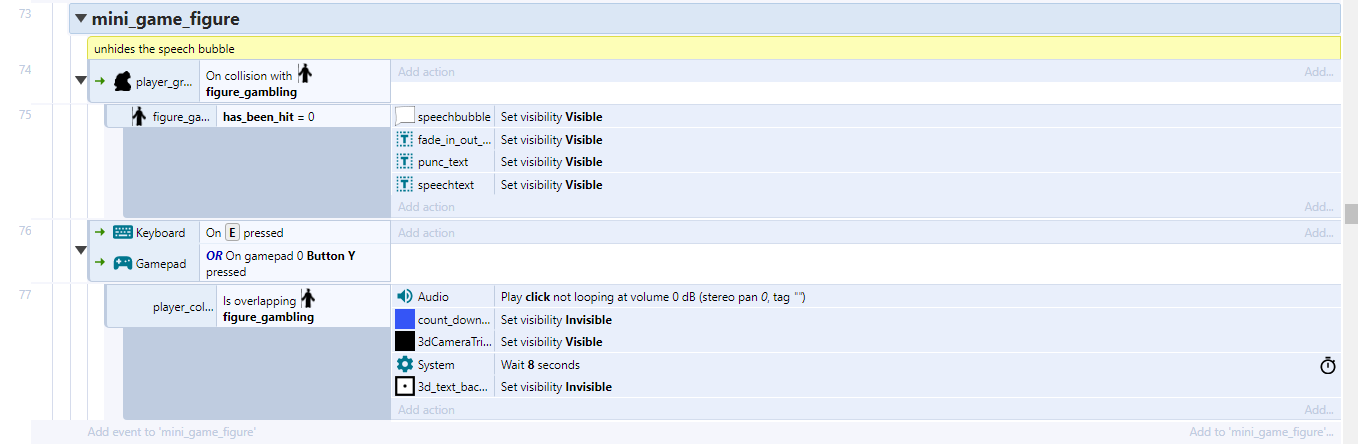 73
mini_game_figure
unhides the speech bubble
74
player_gr...
On collision with
figure_gambling
Add action
Add...
75
figure_ga...
has_been_hit = 0
speechbubble
Set visibility Visible
fade_in_out_...
Set visibility Visible
punc_text
Set visibility Visible
speechtext
Set visibility Visible
Add action
Add...
76
Keyboard
On E pressed
Add action
Add...
Gamepad
OR On gamepad 0 Button Y
pressed
77
player_col...
Is overlapping
figure_gambling
Audio
Play click not looping at volume 0 dB (stereo pan 0, tag "")
count_down...
Set visibility Invisible
3dCameraTri...
Set visibility Visible
System
Wait 8 seconds
3d_text_bac...
Set visibility Invisible
Add action
Add...
Add event to 'mini_game_figure'
Add to 'mini_game_figure'...